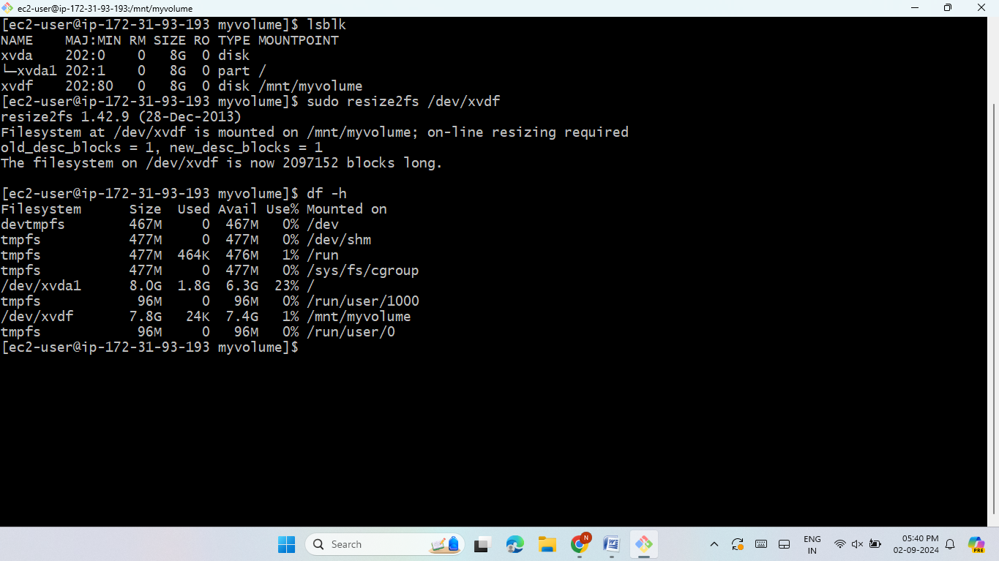 ec2-user@ip-172-31-93-193:/mnt/myvolume
[ec2-user@ip-172-31-93-193 myvolume]$ lsblk
NAME    MAJ:MIN RM SIZE RO TYPE MOUNTPOINT
xvda    202:0    0   8G  0 disk
└─xvda1 202:1    0   8G  0 part /
xvdf    202:80   0   8G  0 disk /mnt/myvolume
[ec2-user@ip-172-31-93-193 myvolume]$ sudo resize2fs /dev/xvdf
resize2fs 1.42.9 (28-Dec-2013)
Filesystem at /dev/xvdf is mounted on /mnt/myvolume; on-line resizing required
old_desc_blocks = 1, new_desc_blocks = 1
The filesystem on /dev/xvdf is now 2097152 blocks long.
[ec2-user@ip-172-31-93-193 myvolume]$ df -h
Filesystem      Size  Used Avail Use% Mounted on
devtmpfs        467M     0  467M   0% /dev
tmpfs           477M     0  477M   0% /dev/shm
tmpfs           477M  464K  476M   1% /run
tmpfs           477M     0  477M   0% /sys/fs/cgroup
/dev/xvda1      8.0G  1.8G  6.3G  23% /
tmpfs            96M     0   96M   0% /run/user/1000
/dev/xvdf       7.8G   24K  7.4G   1% /mnt/myvolume
tmpfs            96M     0   96M   0% /run/user/0
[ec2-user@ip-172-31-93-193 myvolume]$
Search
N
W
ENG
IN
05:40 PM
02-09-2024
PRE